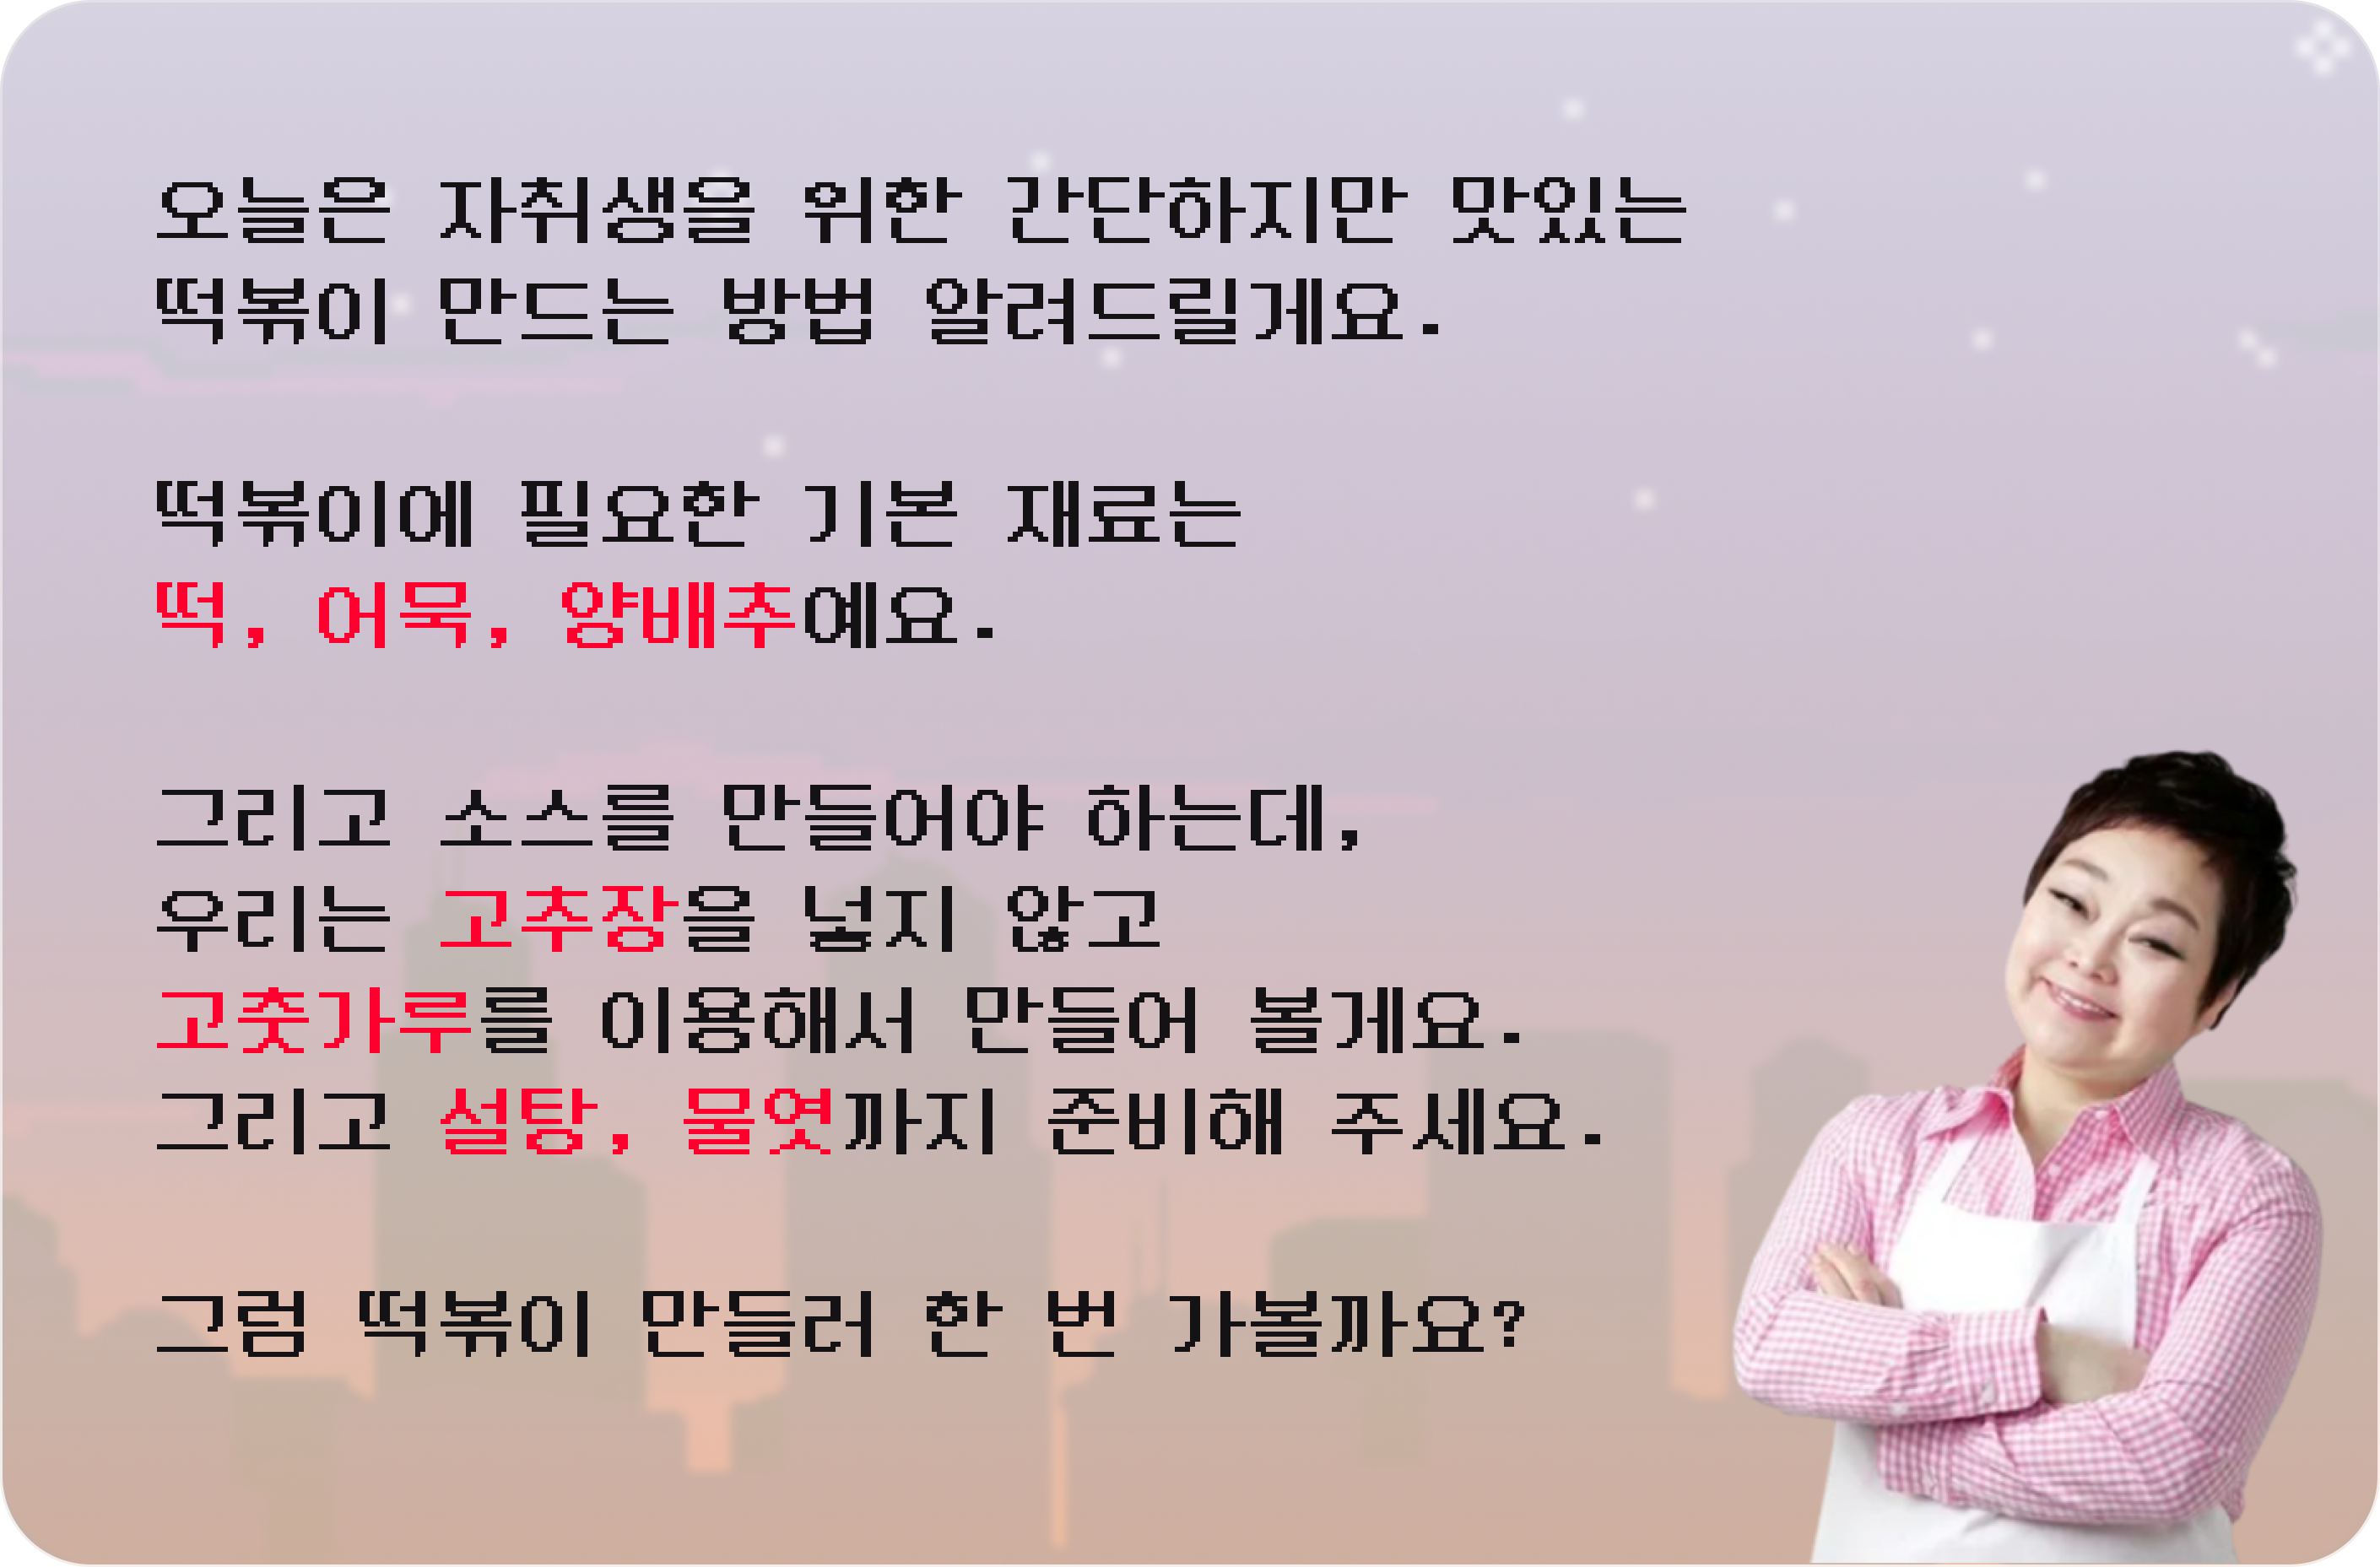 오늘은 자취생을 위한 간단하지만 맛있는
떡볶이 만드는 방법 알려드릴게요.
떡볶이에 필요한 기본 재료는
떡, 어묵, 양배추예요.
그리고 소스를 만들어야 하는데,
우리는 고추장을 넣지 않고
고춧가루를 이용해서 만들어 볼게요.
그리고 설탕, 물엿까지 준비해 주세요.
그럼 떡볶이 만들러 한 번 가볼까요?